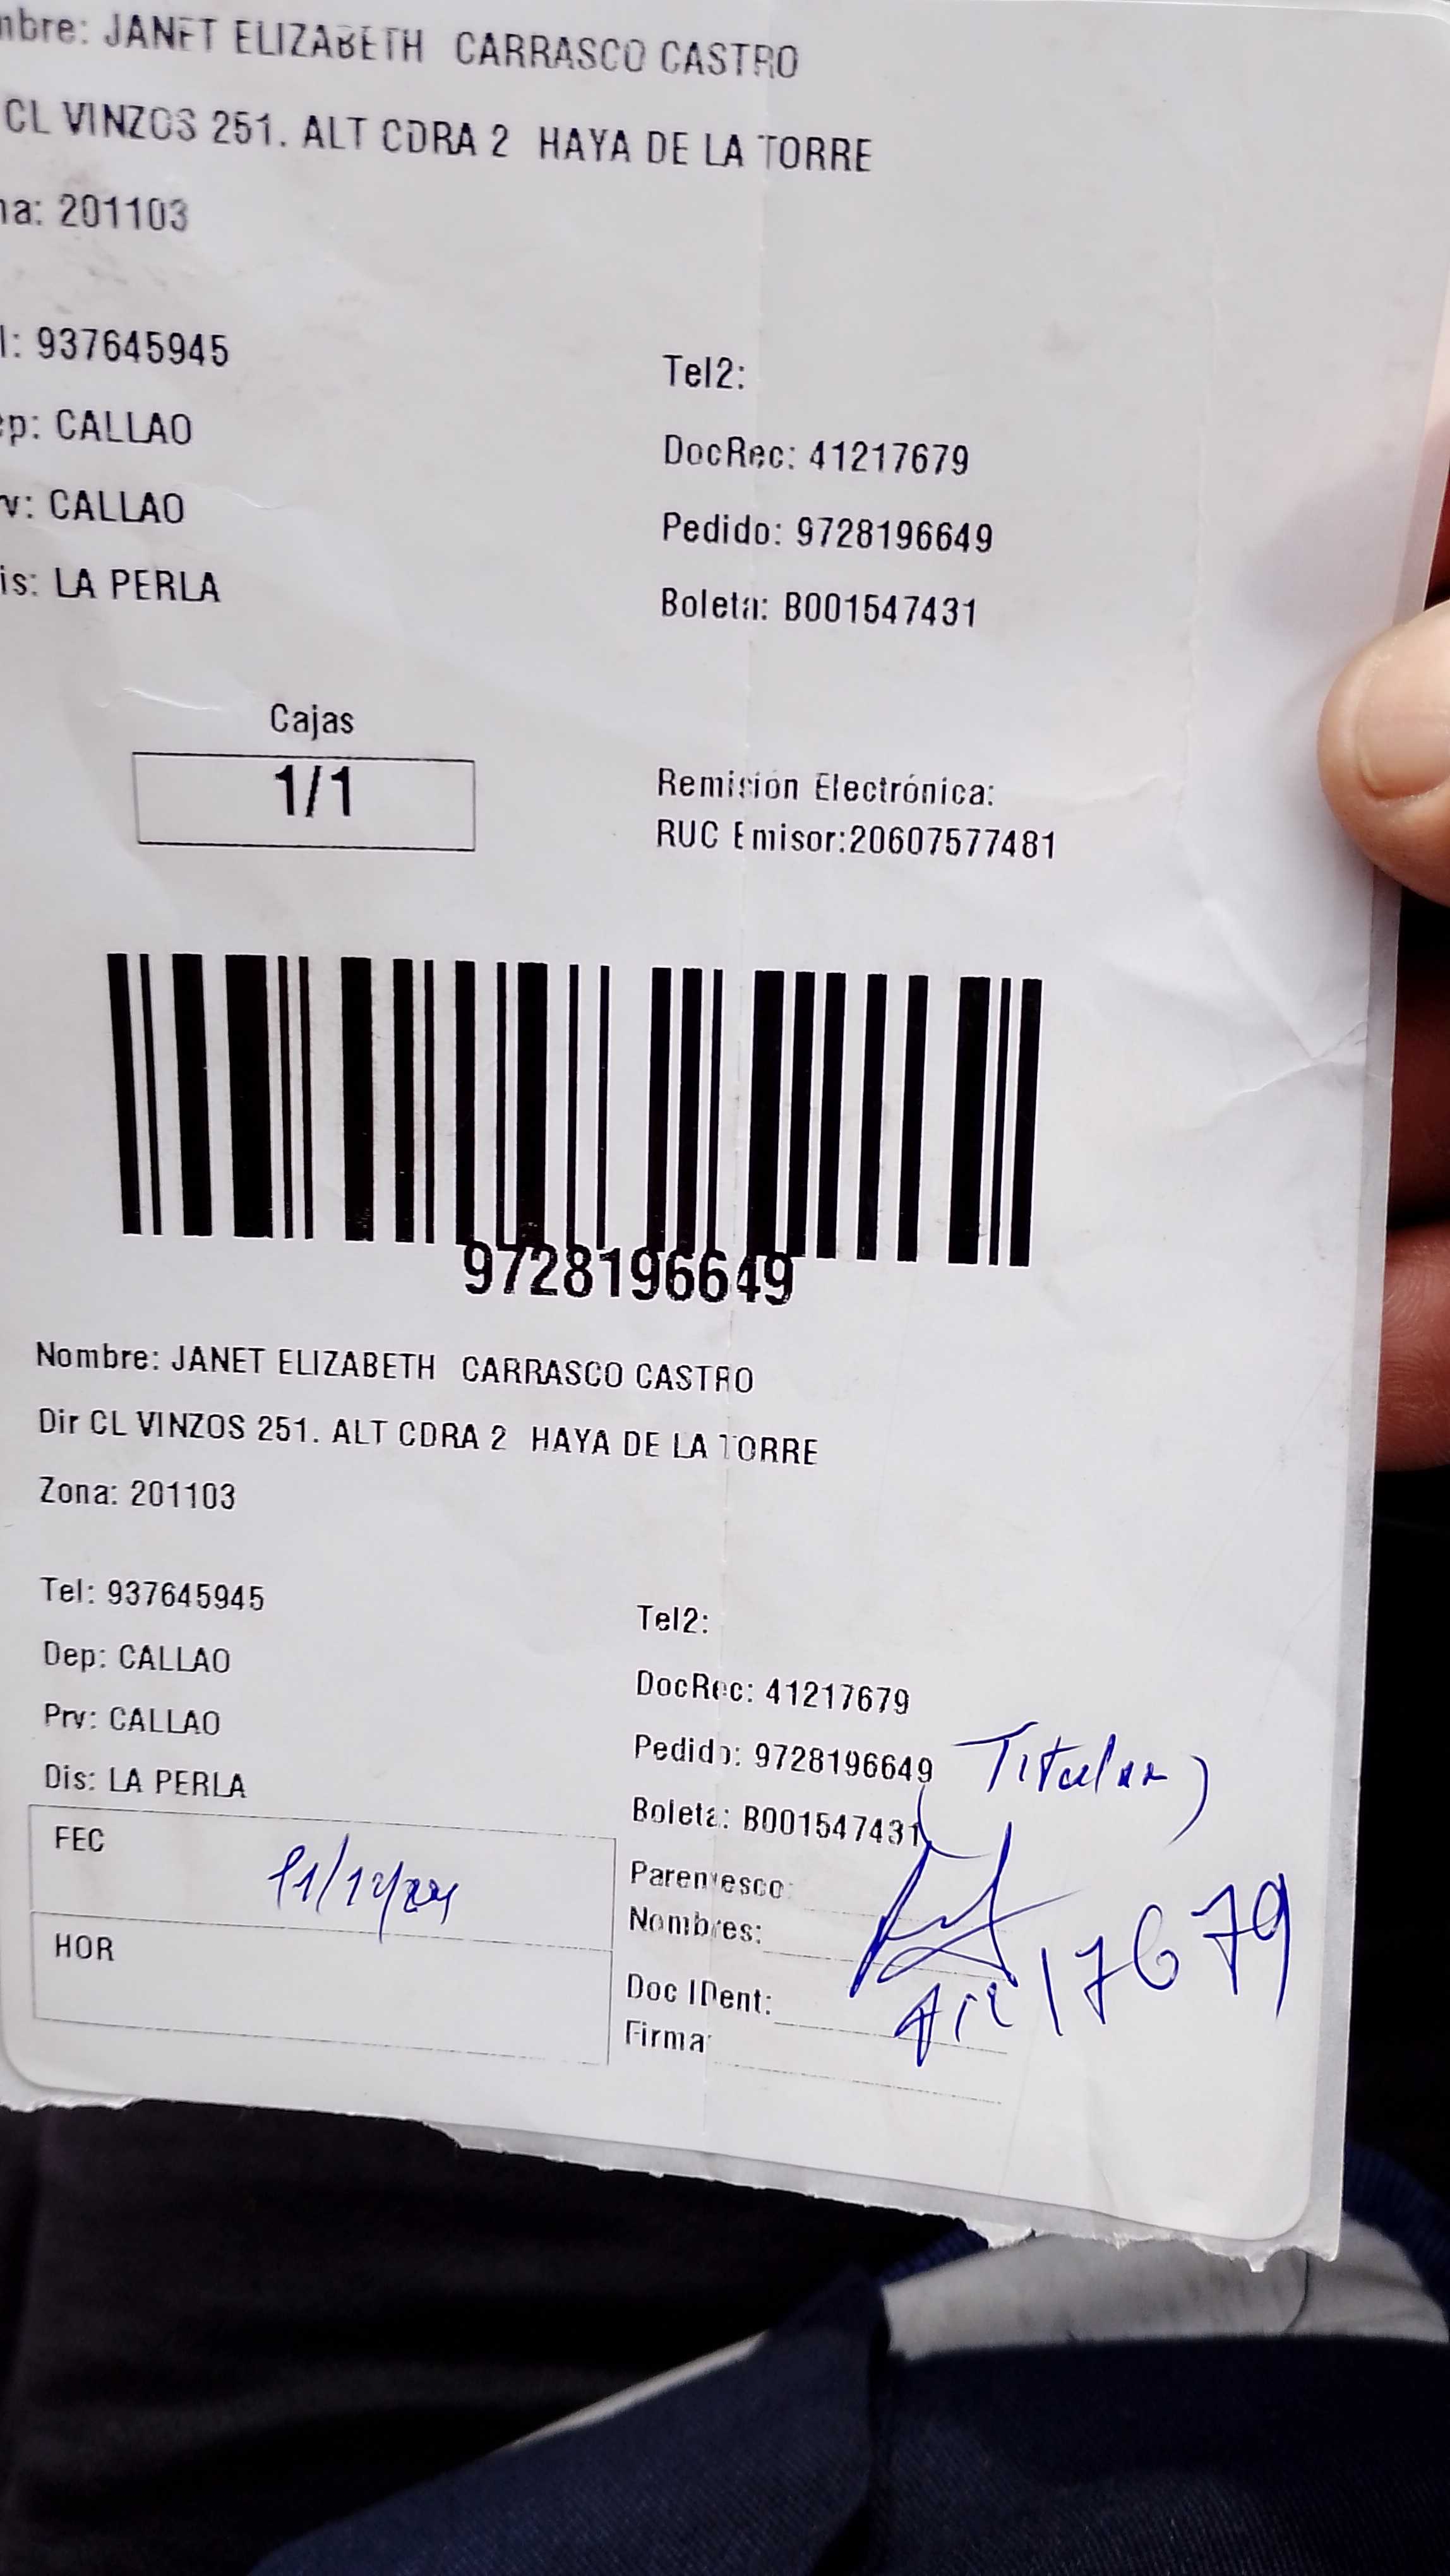 mbre: JANET ELIZABETH CARRASCO CASTRO
CL VINZOS 251. ALT CDRA 2 HAYA DE LA TORRE
na: 201103
l: 937645945
Tel2:
ep: CALLAO
DocRec: 41217679
v: CALLAO
Pedido: 9728196649
is: LA PERLA
Boleta: B001547431
Cajas
1/1
Remisión Electrónica:
RUC Emisor:20607577481
9728196649
Nombre: JANET ELIZABETH CARRASCO CASTRO
Dir CL VINZOS 251. ALT CDRA 2 HAYA DE LA TORRE
Zona: 201103
Tel: 937645945
Tel2:
Dep: CALLAO
DocRec: 41217679
Prv: CALLAO
Pedido: 9728196649
(Titular)
Dis: LA PERLA
Boleta: B001547431
FEC
11/12/24
Parentesco:
Nombres:
HOR
Doc IDent:
41217679
Firma: